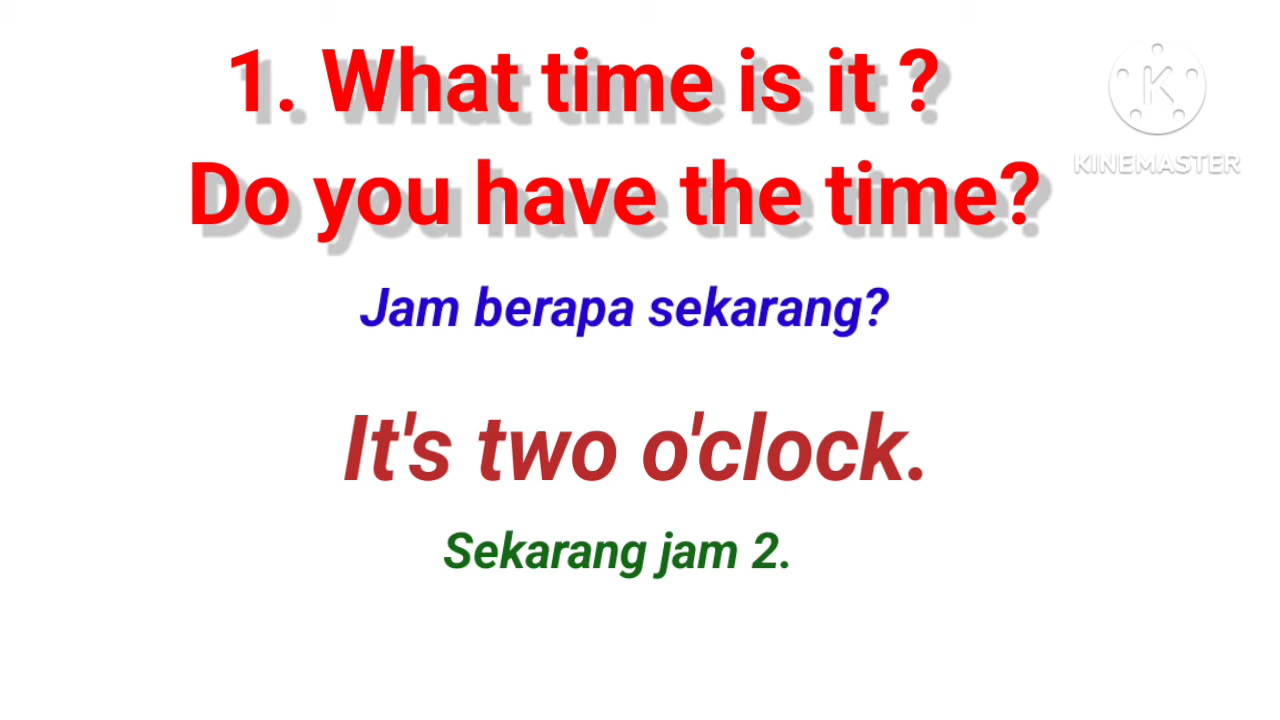 1. What time is it ?
Do you have the time?
Jam berapa sekarang?
It's two o'clock.
Sekarang jam 2.
K
KINEMASTER